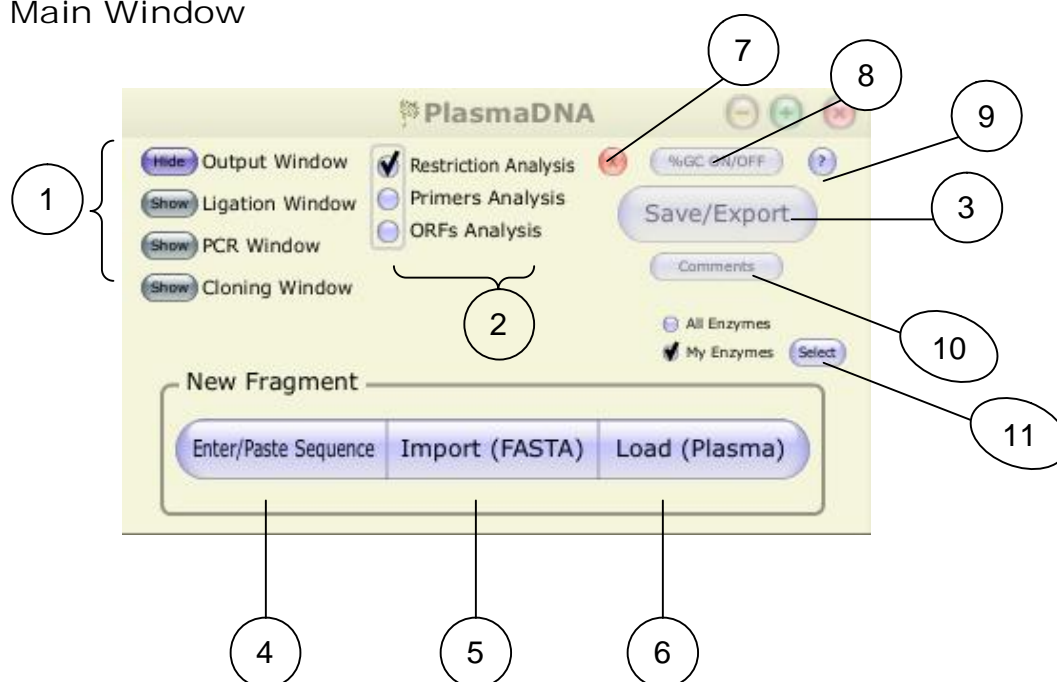 Main Window
7
8
9
PlasmaDNA
Hide Output Window
Restriction Analysis
%GC ON/OFF
?
1
Show Ligation Window
Primers Analysis
Save/Export
3
Show PCR Window
ORFs Analysis
Comments
Show Cloning Window
2
All Enzymes
10
My Enzymes Select
New Fragment
11
Enter/Paste Sequence Import (FASTA) Load (Plasma)
4 5 6